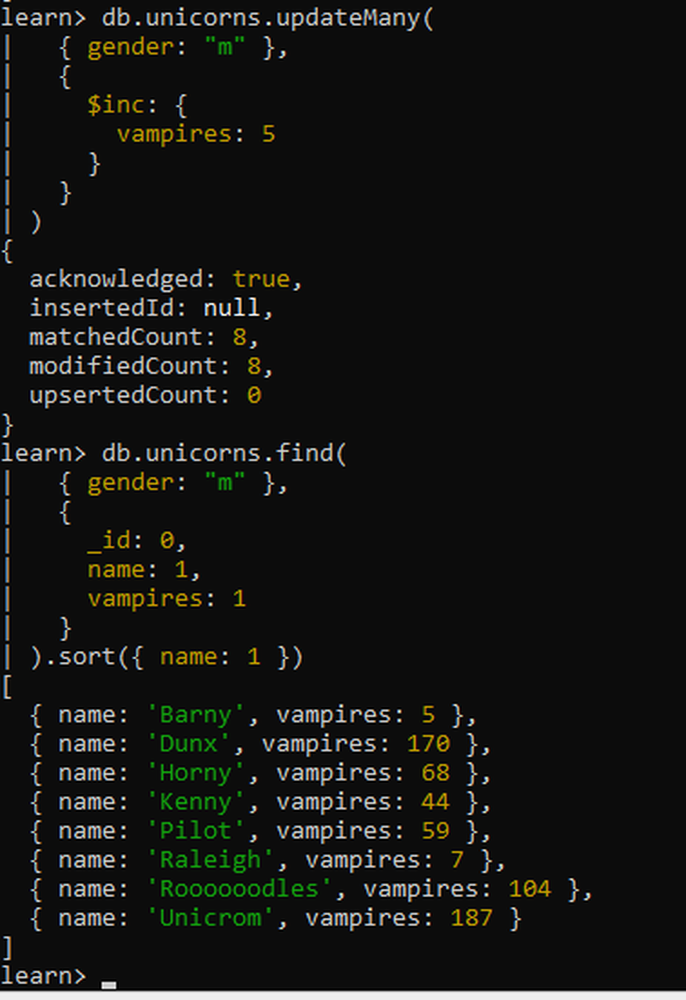 learn> db.unicorns.updateMany(
|   { gender: "m" },
|   {
|     $inc: {
|       vampires: 5
|     }
|   }
| )
{
  acknowledged: true,
  insertedId: null,
  matchedCount: 8,
  modifiedCount: 8,
  upsertedCount: 0
}
learn> db.unicorns.find(
|   { gender: "m" },
|   {
|     _id: 0,
|     name: 1,
|     vampires: 1
|   }
| ).sort({ name: 1 })
[
  { name: 'Barny', vampires: 5 },
  { name: 'Dunx', vampires: 170 },
  { name: 'Horny', vampires: 68 },
  { name: 'Kenny', vampires: 44 },
  { name: 'Pilot', vampires: 59 },
  { name: 'Raleigh', vampires: 7 },
  { name: 'Roooooodles', vampires: 104 },
  { name: 'Unicrom', vampires: 187 }
]
learn>